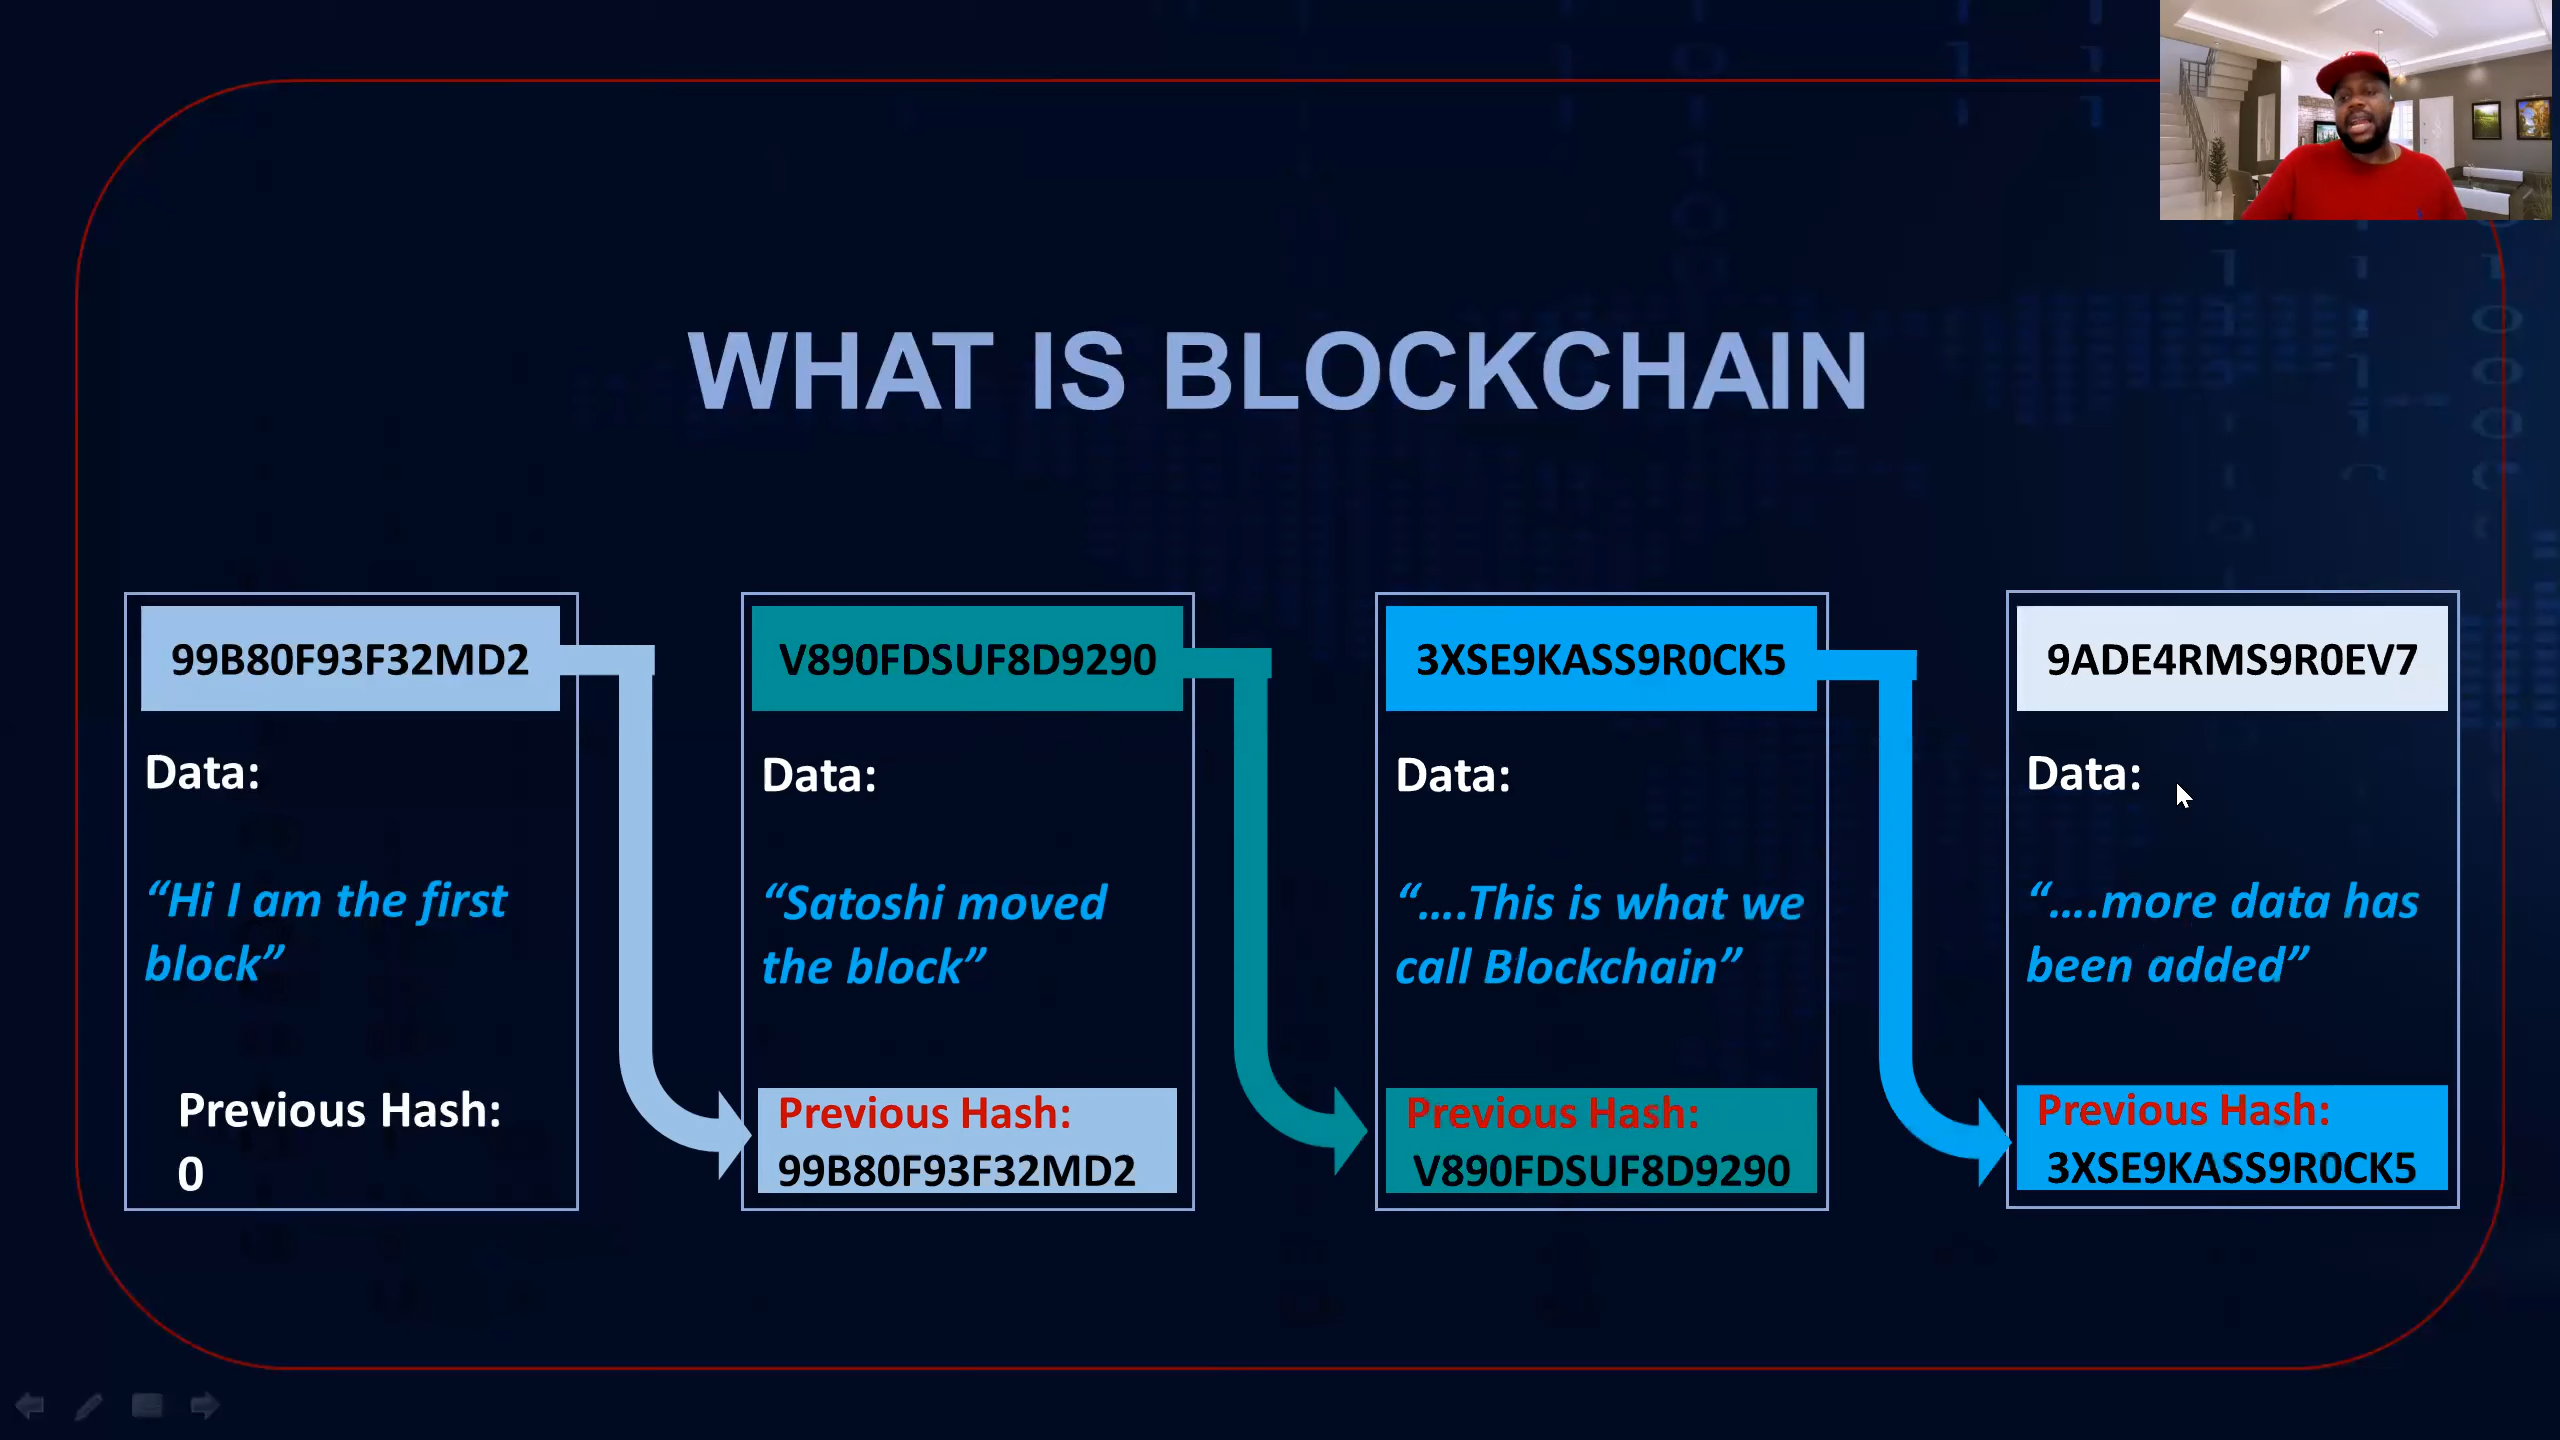 WHAT IS BLOCKCHAIN
99B80F93F32MD2
Data:
“Hi I am the first
block”
Previous Hash:
0
V890FDSUF8D9290
Data:
“Satoshi moved
the block”
Previous Hash:
99B80F93F32MD2
3XSE9KASS9R0CK5
Data:
“....This is what we
call Blockchain”
Previous Hash:
V890FDSUF8D9290
9ADE4RMS9R0EV7
Data:
“....more data has
been added”
Previous Hash:
3XSE9KASS9R0CK5